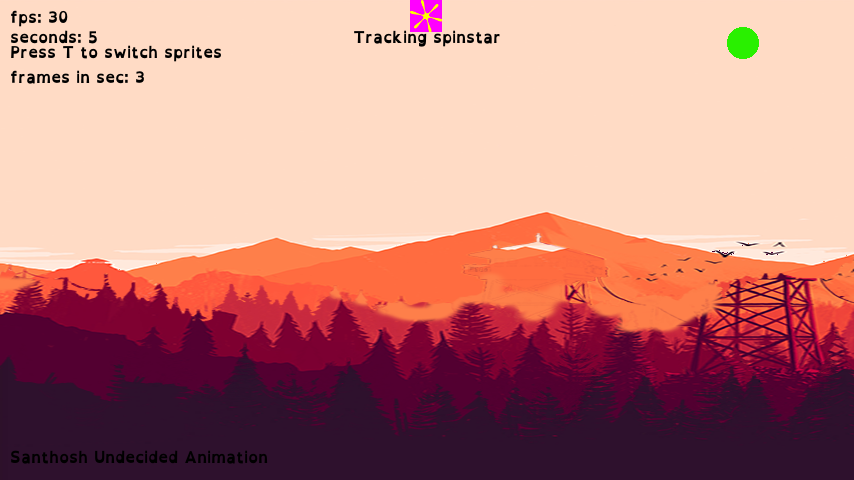 fps: 30
seconds: 5
Press T to switch sprites
frames in sec: 3
Tracking spinstar
Santhosh Undecided Animation